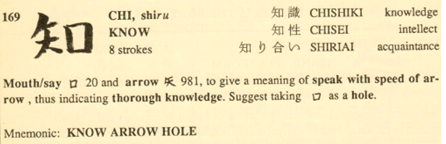 169 知 CHI, shiru 知識 CHISHIKI knowledge
KNOW 知性 CHISEI intellect
8 strokes 知り合い SHIRIAI acquaintance
Mouth/say 口 20 and arrow 矢 981, to give a meaning of speak with speed of ar-
row , thus indicating thorough knowledge. Suggest taking 口 as a hole.
Mnemonic: KNOW ARROW HOLE